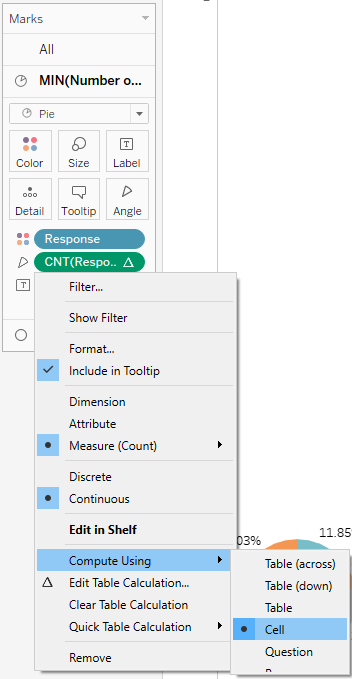 Marks
All
MIN(Number o...
Pie
Color
Size
Label
Detail
Tooltip
Angle
Response
CNT(Respo..
Filter...
Show Filter
Format...
Include in Tooltip
Dimension
Attribute
Measure (Count)
Discrete
Continuous
Edit in Shelf
03%
11.85
Compute Using
Edit Table Calculation...
Clear Table Calculation
Quick Table Calculation
Remove
Table (across)
Table (down)
Table
Cell
Question